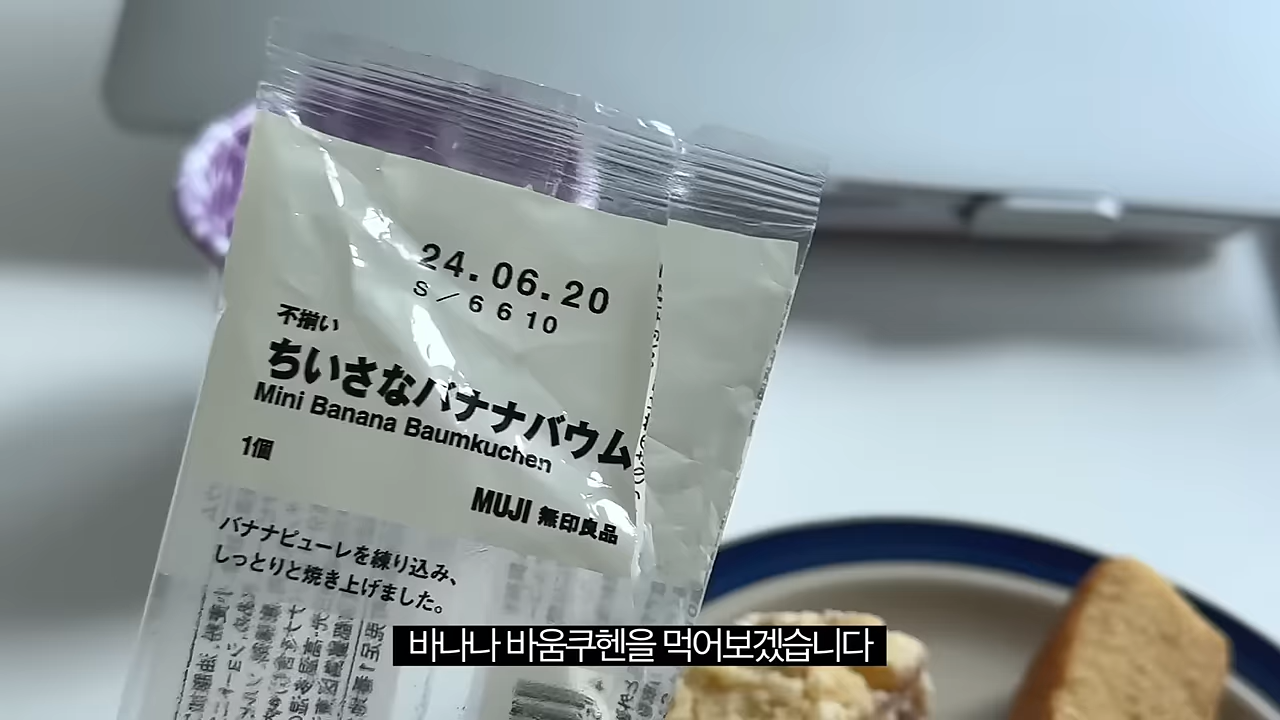 24.06.20
S／6610
不揃い
ちいさなバナナバウム
Mini Banana Baumkuchen
1個
MUJI 無印良品
バナナピューレを練り込み、
しっとりと焼き上げました。
바나나 바움쿠헨을 먹어보겠습니다